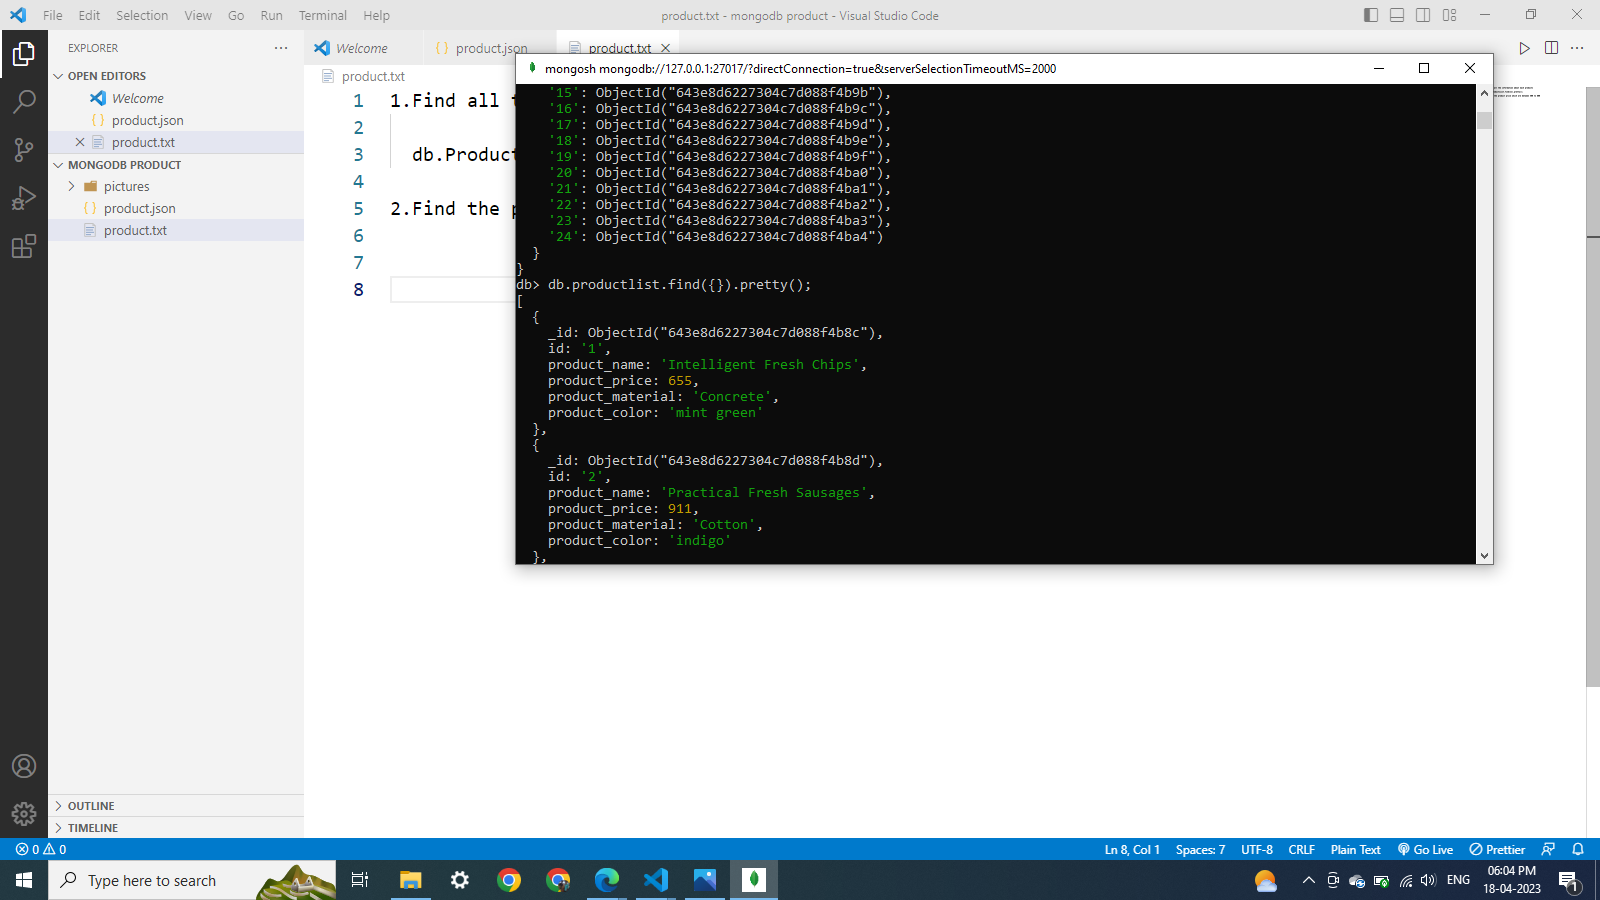 File Edit Selection View Go Run Terminal Help
product.txt - mongodb product - Visual Studio Code
EXPLORER
OPEN EDITORS
Welcome
product.json
product.txt
MONGODB PRODUCT
pictures
product.json
product.txt
OUTLINE
TIMELINE
Welcome product.json product.txt
product.txt
1 1.Find all
2
3 db.Product
4
5 2.Find the
6
7
8
mongosh mongodb://127.0.0.1:27017/?directConnection=true&serverSelectionTimeoutMS=2000
'15': ObjectId("643e8d6227304c7d088f4b9b"),
'16': ObjectId("643e8d6227304c7d088f4b9c"),
'17': ObjectId("643e8d6227304c7d088f4b9d"),
'18': ObjectId("643e8d6227304c7d088f4b9e"),
'19': ObjectId("643e8d6227304c7d088f4b9f"),
'20': ObjectId("643e8d6227304c7d088f4ba0"),
'21': ObjectId("643e8d6227304c7d088f4ba1"),
'22': ObjectId("643e8d6227304c7d088f4ba2"),
'23': ObjectId("643e8d6227304c7d088f4ba3"),
'24': ObjectId("643e8d6227304c7d088f4ba4")
}
}
db> db.productlist.find({}).pretty();
[
{
_id: ObjectId("643e8d6227304c7d088f4b8c"),
id: '1',
product_name: 'Intelligent Fresh Chips',
product_price: 655,
product_material: 'Concrete',
product_color: 'mint green'
},
{
_id: ObjectId("643e8d6227304c7d088f4b8d"),
id: '2',
product_name: 'Practical Fresh Sausages',
product_price: 911,
product_material: 'Cotton',
product_color: 'indigo'
},
0 0 Ln 8, Col 1 Spaces: 7 UTF-8 CRLF Plain Text Go Live Prettier
Type here to search
ENG
06:04 PM
18-04-2023
1